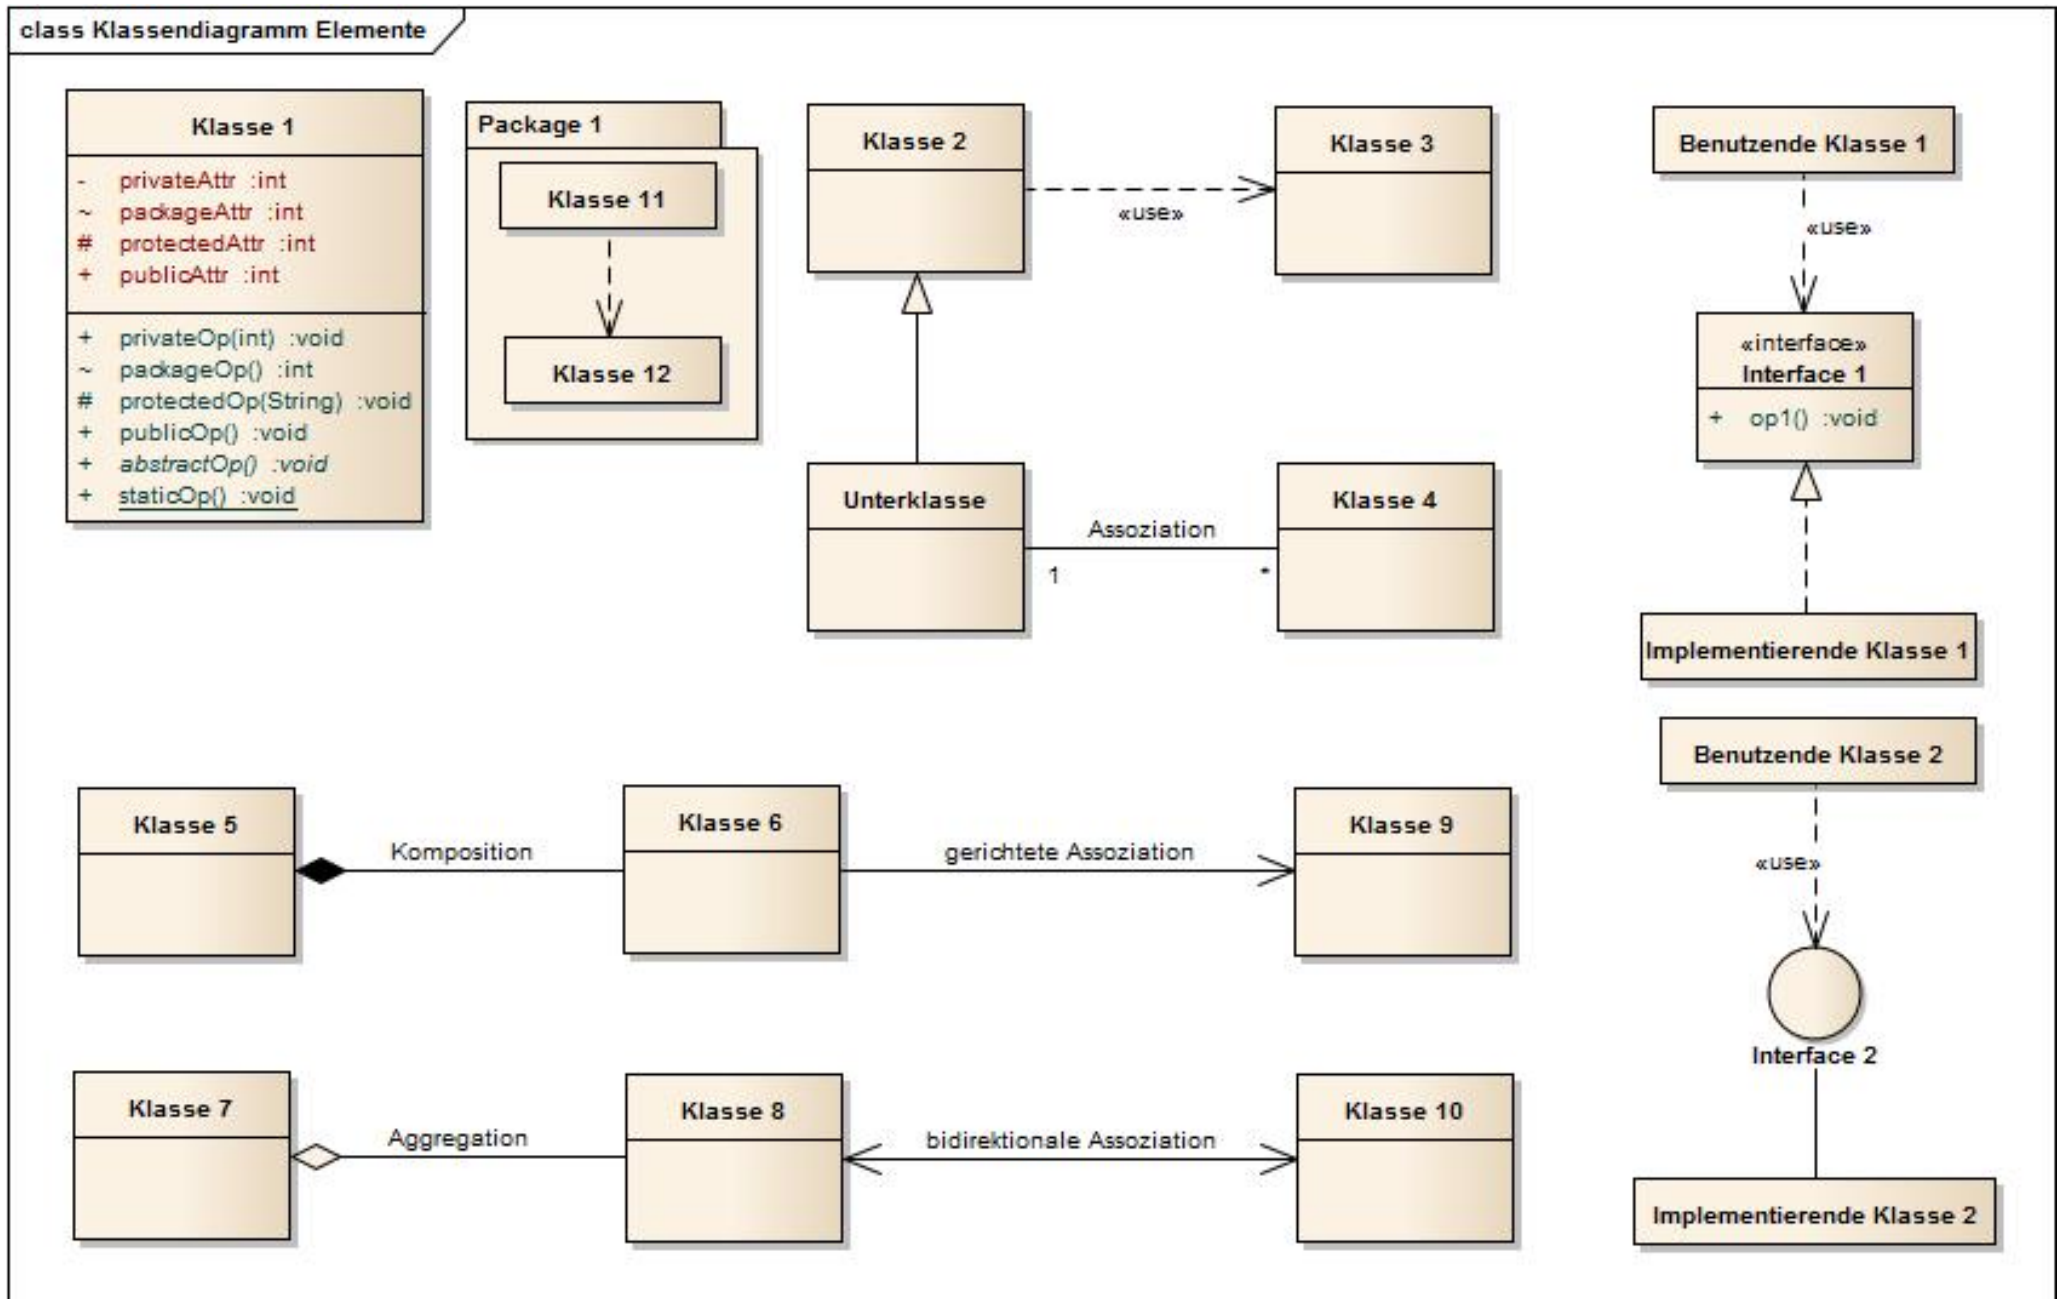 class Klassendiagramm Elemente
Klasse 1
- privateAttr :int
~ packageAttr :int
# protectedAttr :int
+ publicAttr :int
+ privateOp(int) :void
~ packageOp() :int
# protectedOp(String) :void
+ publicOp() :void
+ abstractOp() :void
+ staticOp() :void
Package 1
Klasse 11
Klasse 12
Klasse 2
«use»
Klasse 3
Unterklasse
Assoziation
1
*
Klasse 4
Benutzende Klasse 1
«use»
«interface»
Interface 1
+ op1() :void
Implementierende Klasse 1
Benutzende Klasse 2
«use»
Interface 2
Implementierende Klasse 2
Klasse 5
Komposition
Klasse 6
gerichtete Assoziation
Klasse 9
Klasse 7
Aggregation
Klasse 8
bidirektionale Assoziation
Klasse 10